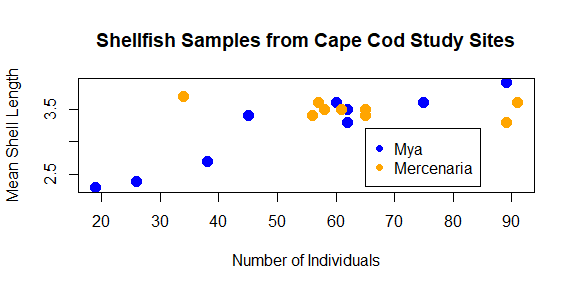 Shellfish Samples from Cape Cod Study Sites
Mean Shell Length
3.5
2.5
Mya
Mercenaria
20 30 40 50 60 70 80 90
Number of Individuals